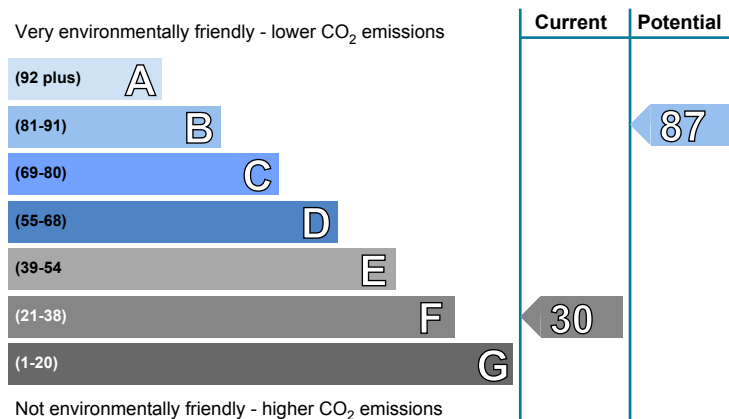 Current Potential
Very environmentally friendly - lower CO2 emissions
(92 plus) A
(81-91) B 87
(69-80) C
(55-68) D
(39-54 E
(21-38) F 30
(1-20) G
Not environmentally friendly - higher CO2 emissions